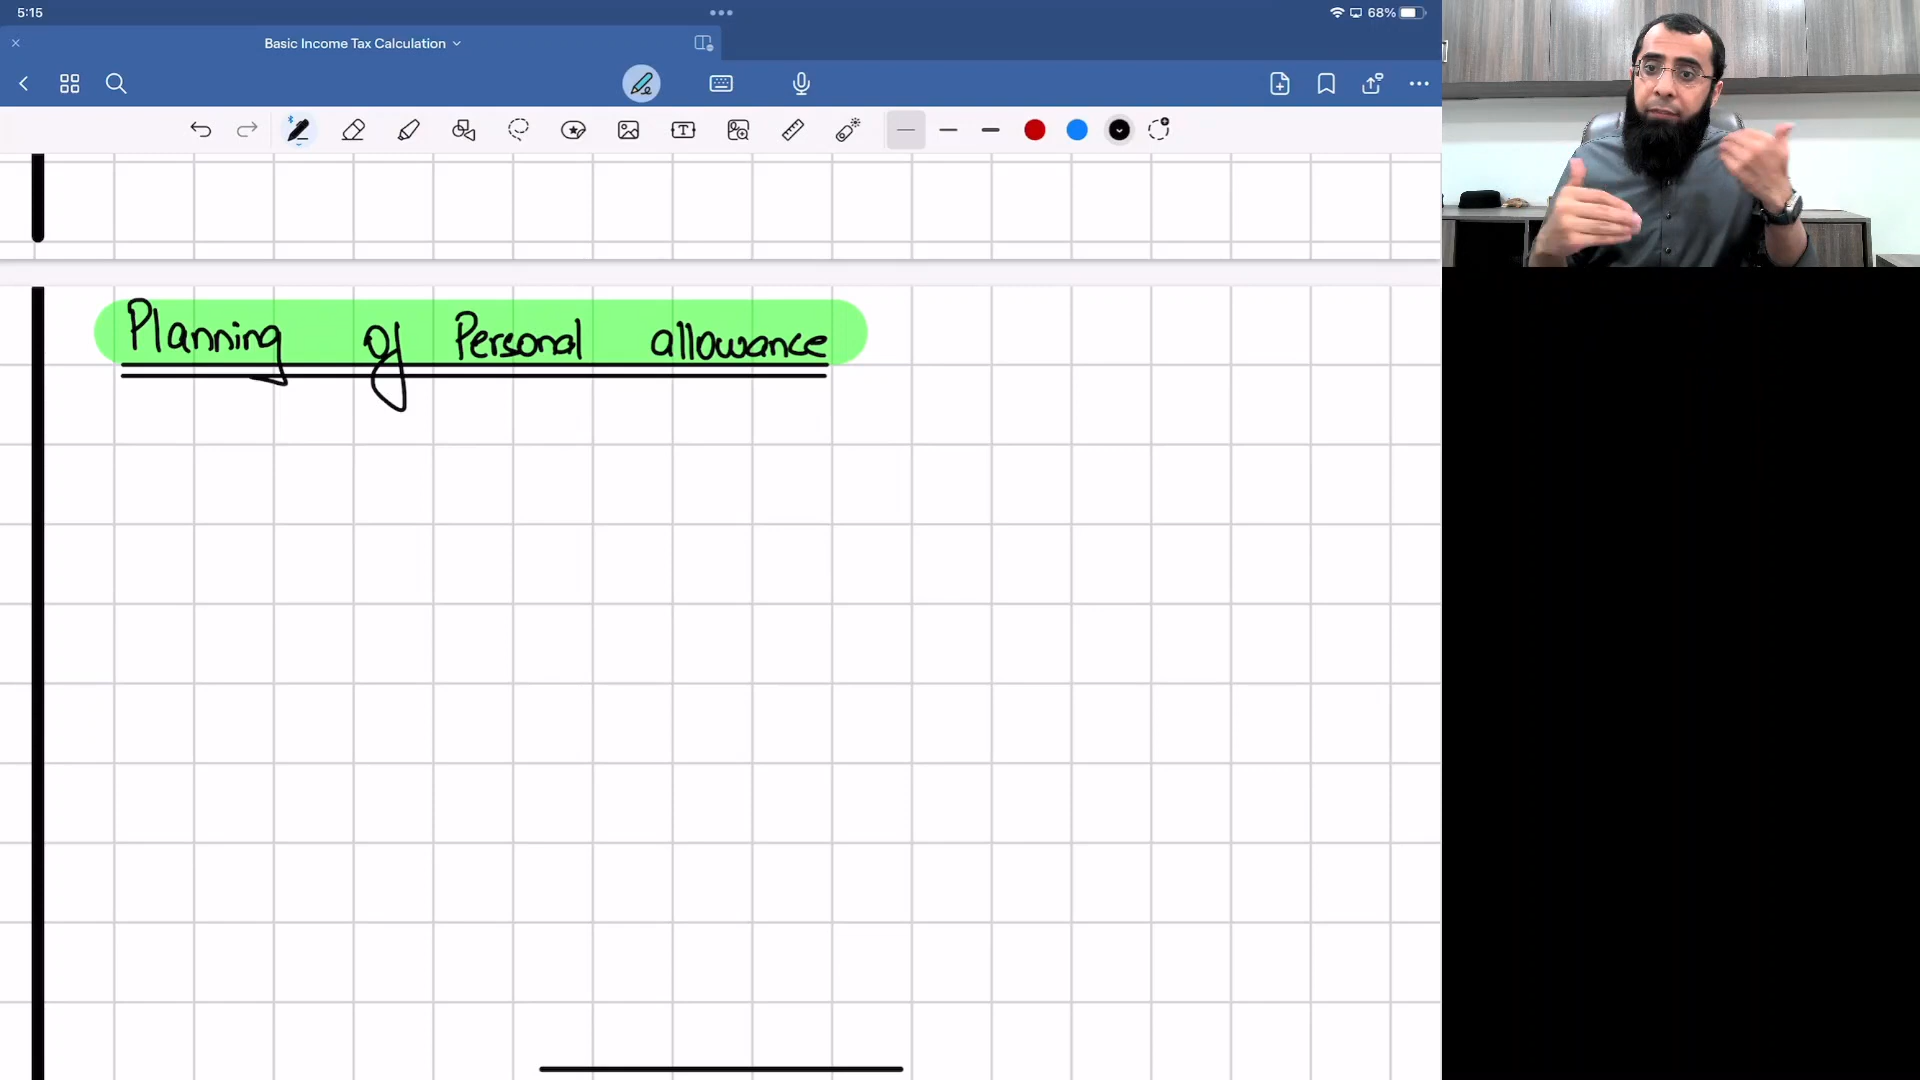 5:15
68%
Basic Income Tax Calculation
Planning of Personal allowance